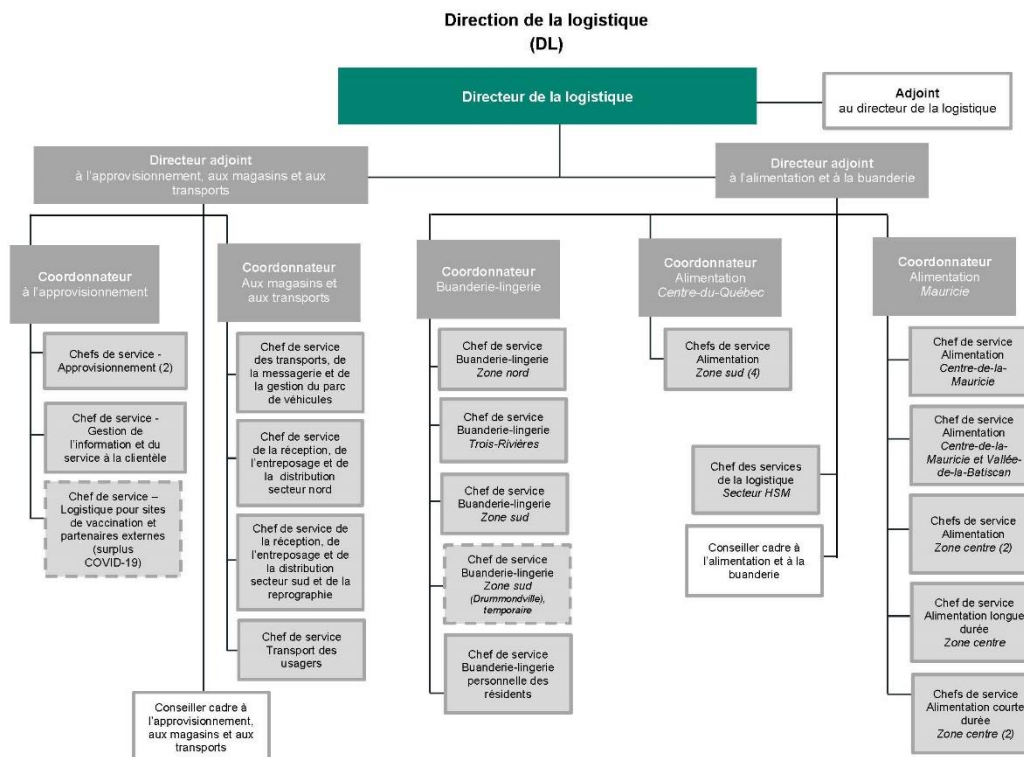 Direction de la logistique
(DL)
Directeur de la logistique
Adjoint
au directeur de la logistique
Directeur adjoint
à l'approvisionnement, aux magasins et aux
transports
Directeur adjoint
à l'alimentation et à la buanderie
Coordonnateur
à l'approvisionnement
Chefs de service -
Approvisionnement (2)
Chef de service -
Gestion de
l'information et du
service à la clientèle
Chef de service –
Logistique pour sites
de vaccination et
partenaires externes
(surplus
COVID-19)
Coordonnateur
Aux magasins et
aux transports
Chef de service
des transports, de
la messagerie et de
la gestion du parc
de véhicules
Chef de service
de la réception, de
l'entreposage et de
la distribution
secteur nord
Chef de service de
la réception, de
l'entreposage et de
la distribution
secteur sud et de la
reprographie
Chef de service
Transport des
usagers
Conseiller cadre à
l'approvisionnement,
aux magasins et aux
transports
Coordonnateur
Buanderie-lingerie
Chef de service
Buanderie-lingerie
Zone nord
Chef de service
Buanderie-lingerie
Trois-Rivières
Chef de service
Buanderie-lingerie
Zone sud
Chef de service
Buanderie-lingerie
Zone sud
(Drummondville),
temporaire
Chef de service
Buanderie-lingerie
personnelle des
résidents
Coordonnateur
Alimentation
Centre-du-Québec
Chefs de service
Alimentation
Zone sud (4)
Chef des services
de la logistique
Secteur HSM
Conseiller cadre à
l'alimentation et à la
buanderie
Coordonnateur
Alimentation
Mauricie
Chef de service
Alimentation
Centre-de-la-
Mauricie
Chef de service
Alimentation
Centre-de-la-
Mauricie et Vallée-
de-la-Batiscan
Chefs de service
Alimentation
Zone centre (2)
Chef de service
Alimentation longue
durée
Zone centre
Chefs de service
Alimentation courte
durée
Zone centre (2)